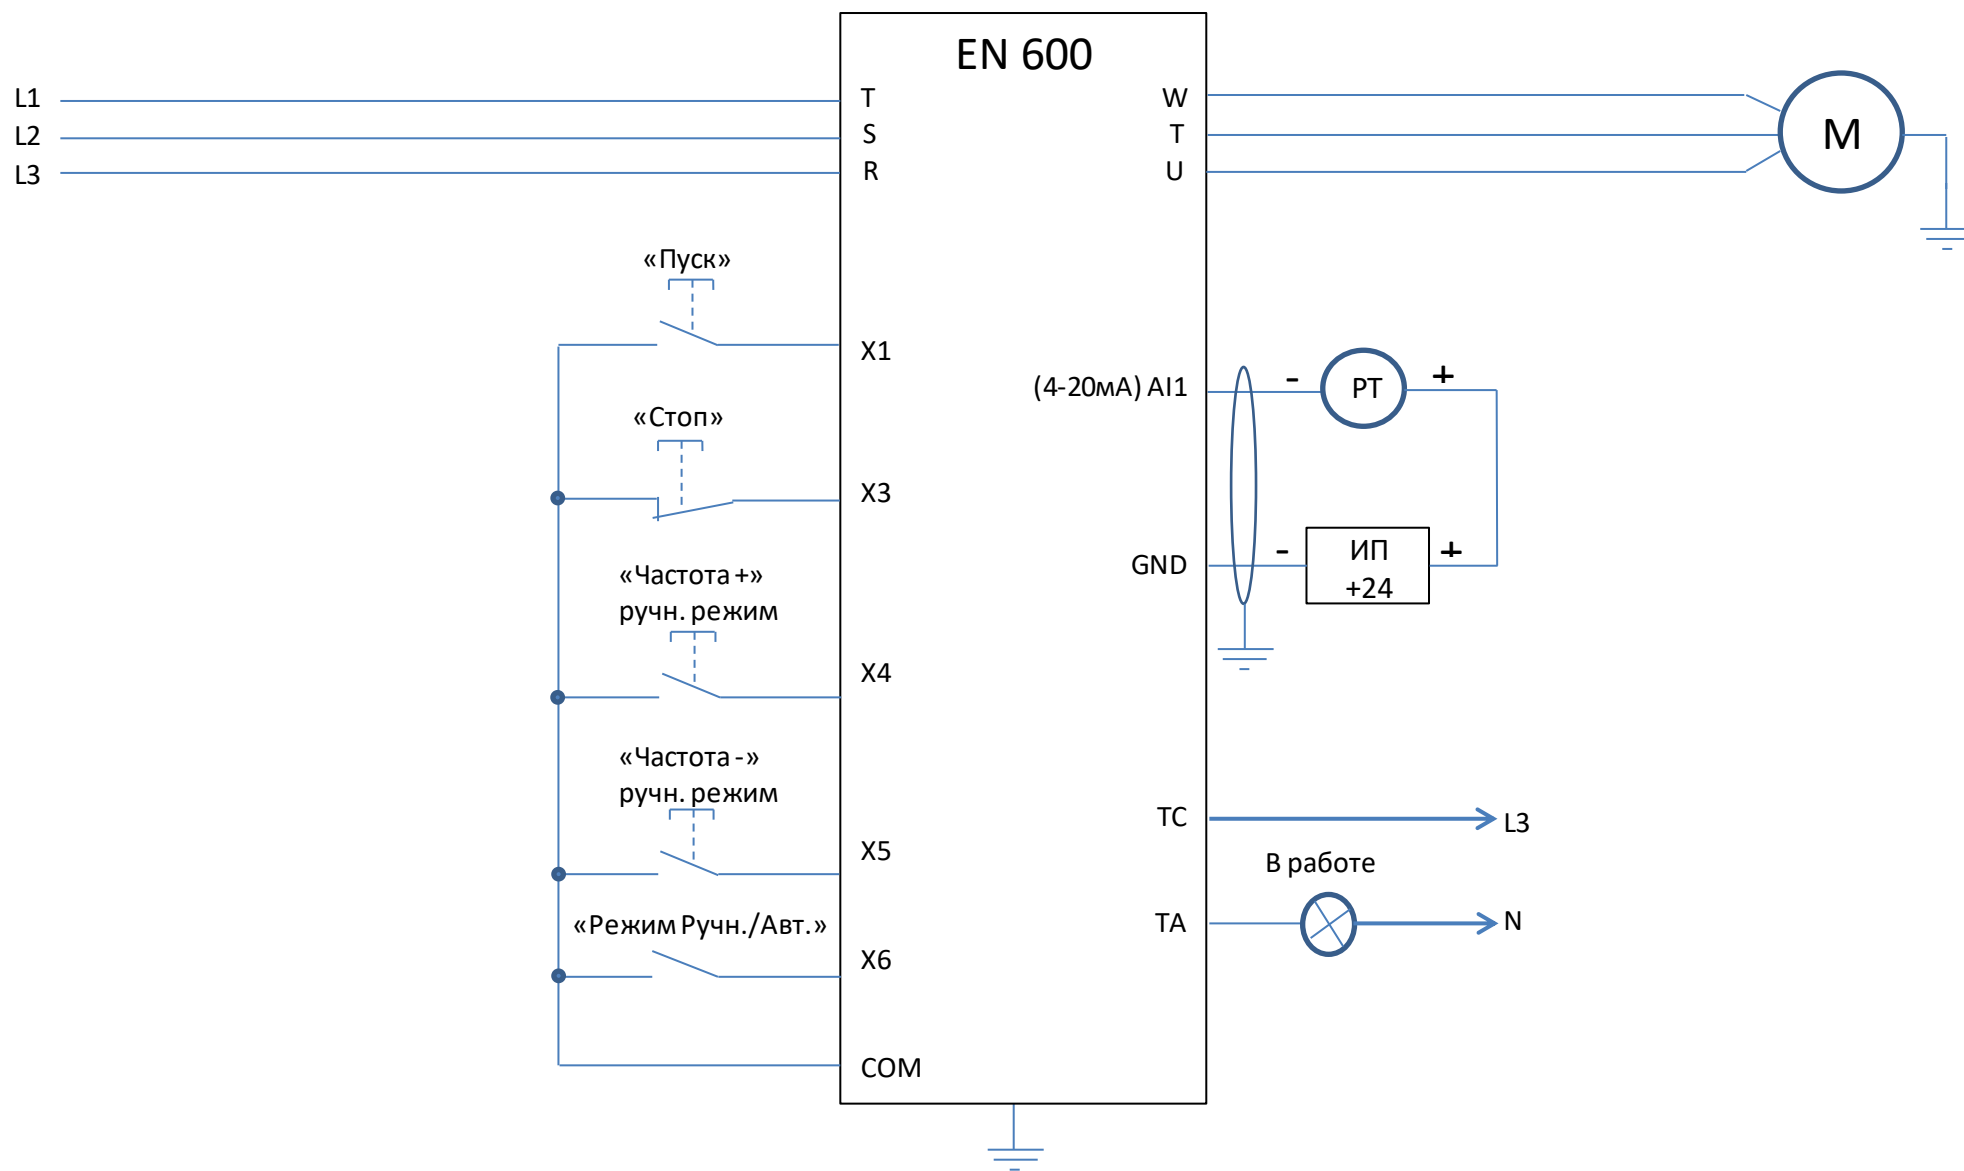 EN 600
L1
L2
L3
T
S
R
W
T
U
M
«Пуск»
X1
(4-20мА) AI1
-
PT
+
«Стоп»
X3
GND
-
ИП
+24
+
«Частота +»
ручн. режим
X4
«Частота -»
ручн. режим
X5
TC
L3
В работе
TA
N
«Режим Ручн./Авт.»
X6
COM